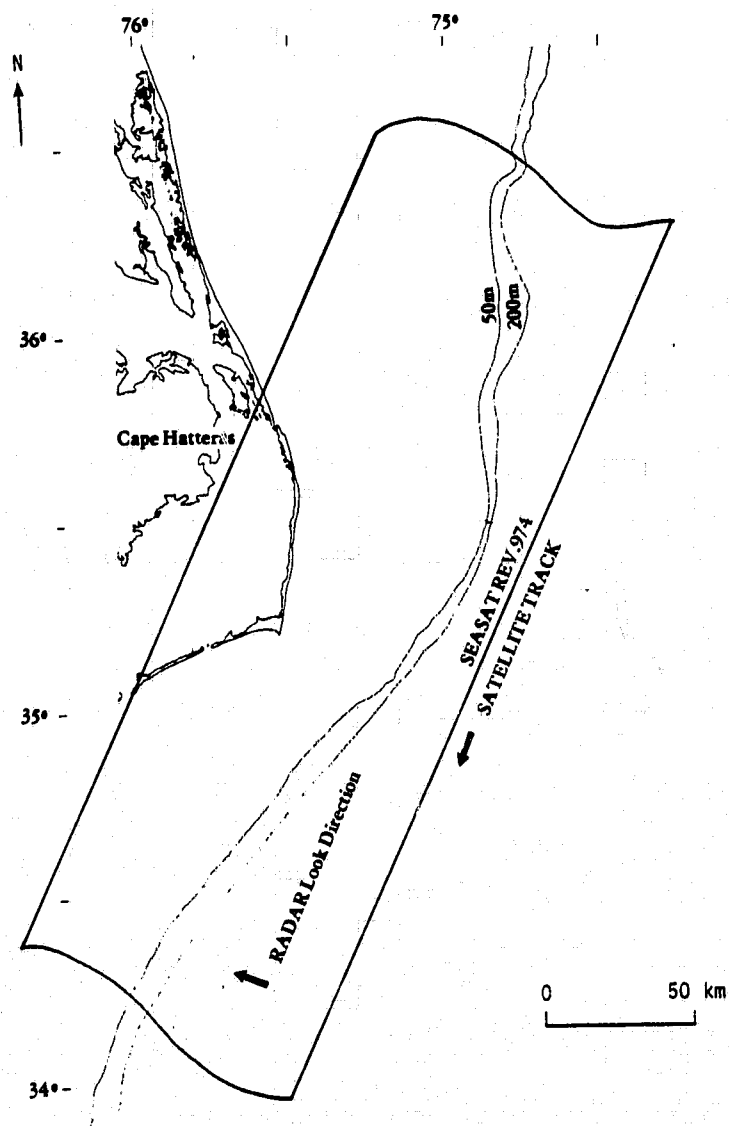 76°
75°
N
50m
200m
36°
Cape Hatteras
SEASAT REV. 974
SATELLITE TRACK
35°
RADAR Look Direction
0 50 km
34°